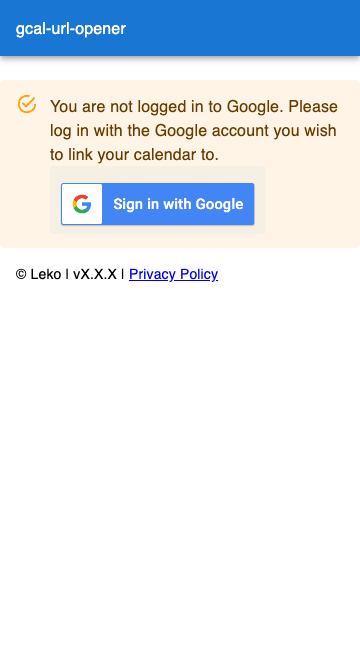 gcal-url-opener
You are not logged in to Google. Please
log in with the Google account you wish
to link your calendar to.
Sign in with Google
© Leko | vX.X.X | Privacy Policy